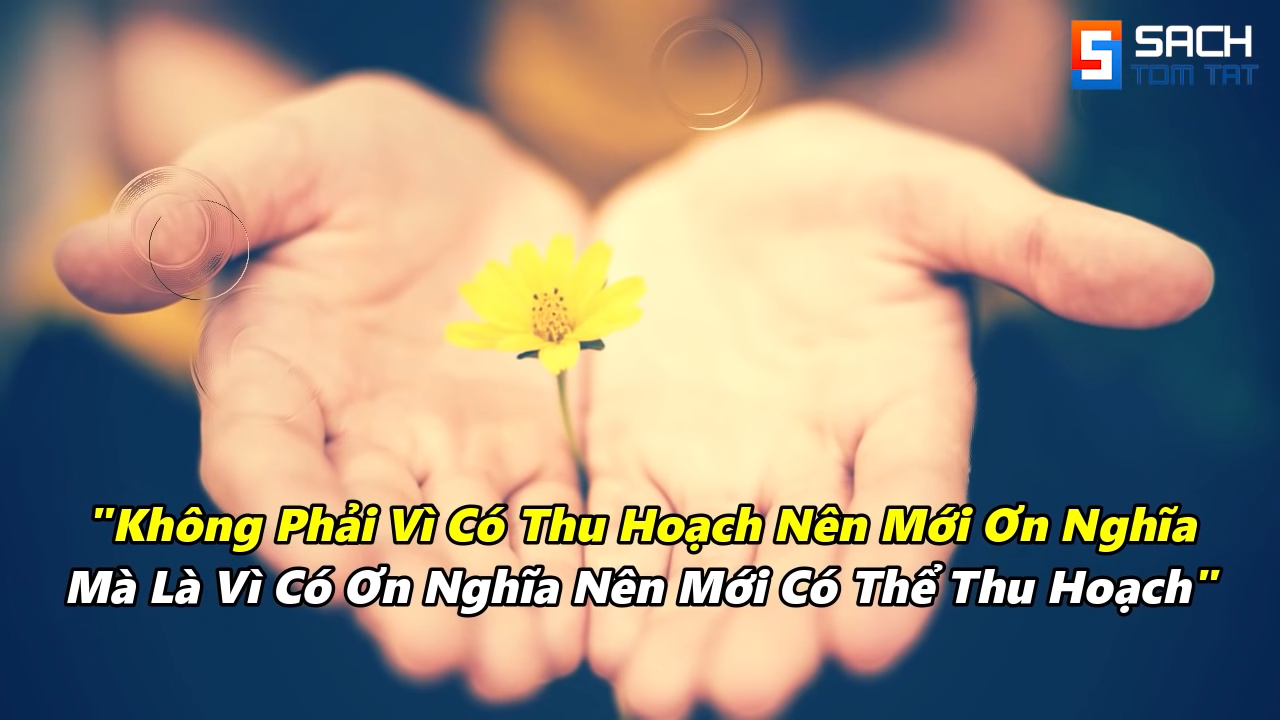 SACH
TOM TAT
"Không Phải Vì Có Thu Hoạch Nên Mới Ơn Nghĩa
Mà Là Vì Có Ơn Nghĩa Nên Mới Có Thể Thu Hoạch"